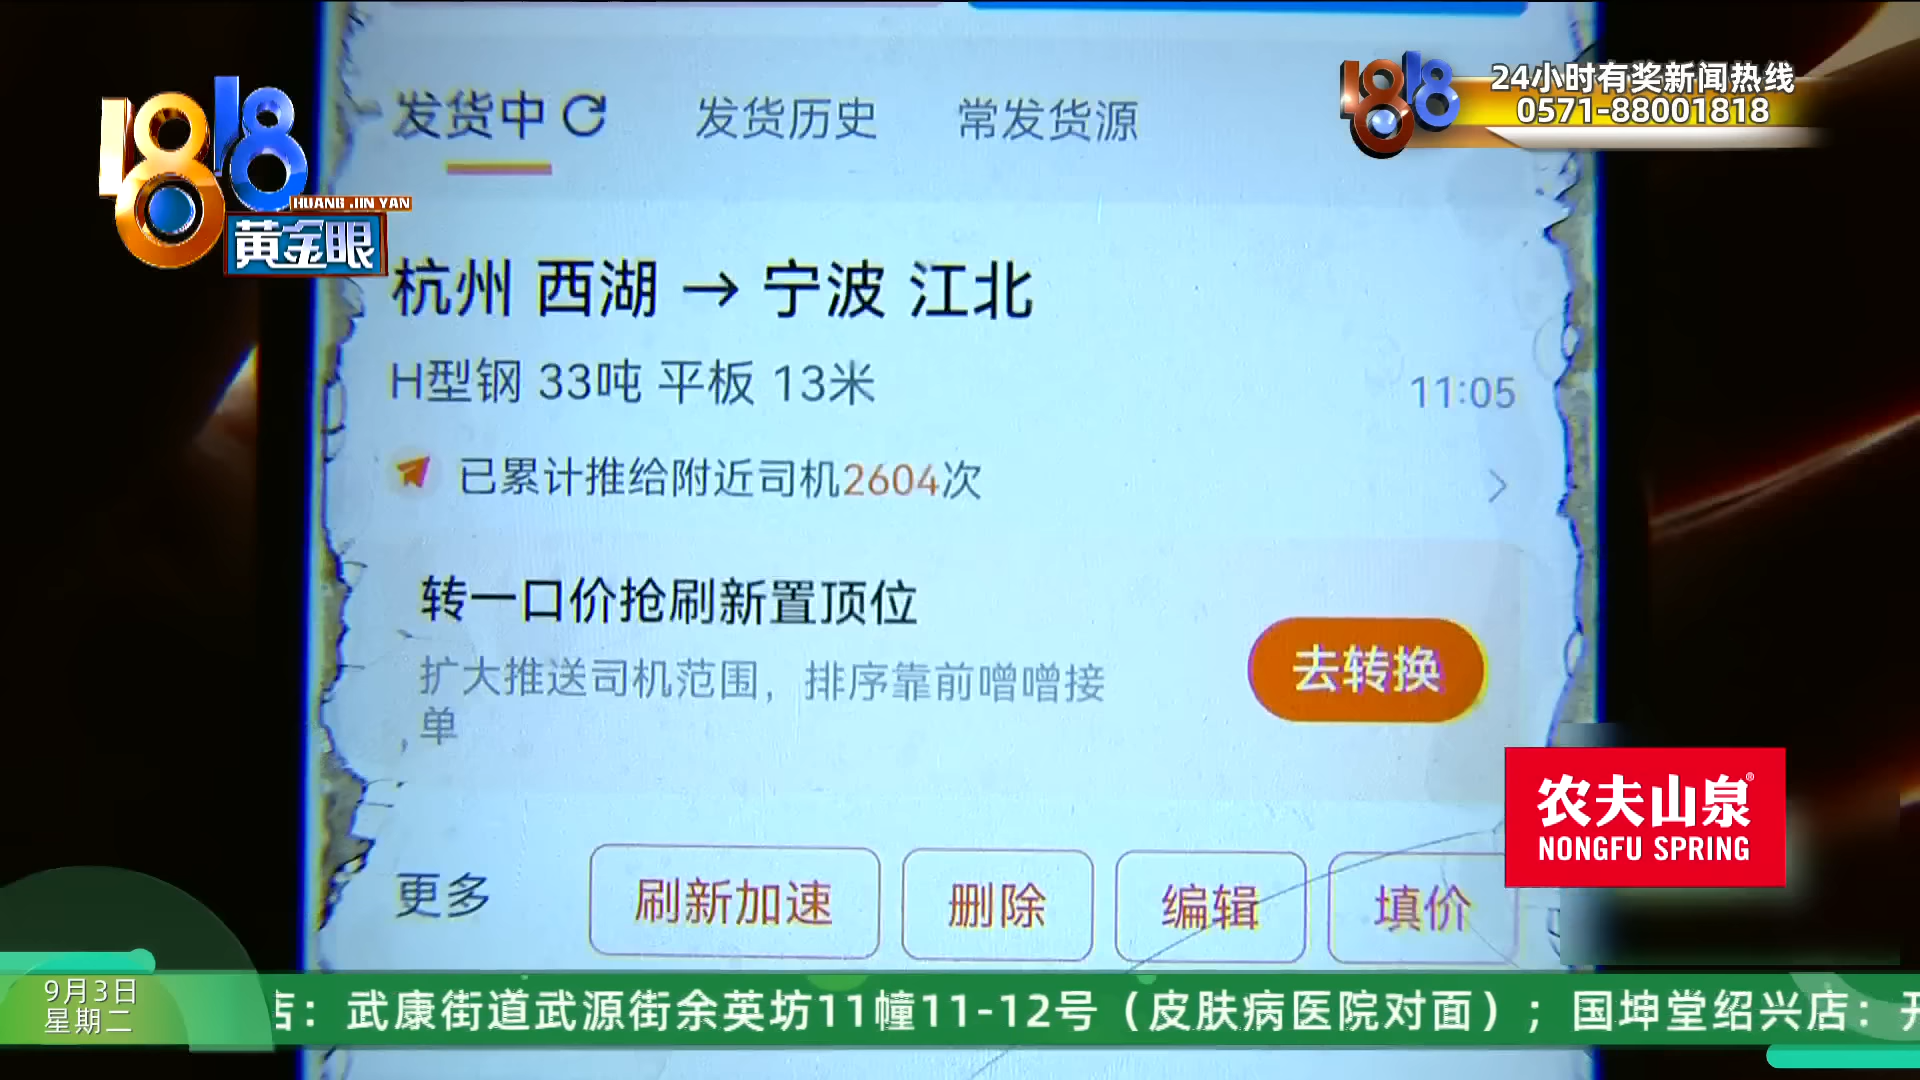 1818
HUANG JIN YAN
黄金眼
1818
24小时有奖新闻热线
0571-88001818
发货中 发货历史 常发货源
杭州 西湖 → 宁波 江北
H型钢 33吨 平板 13米
11:05
已累计推给附近司机2604次
转一口价抢刷新置顶位
扩大推送司机范围，排序靠前噌噌接
单
去转换
农夫山泉®
NONGFU SPRING
更多 刷新加速 删除 编辑 填价
9月3日
星期二
店：武康街道武源街余英坊11幢11-12号（皮肤病医院对面）；国坤堂绍兴店：开